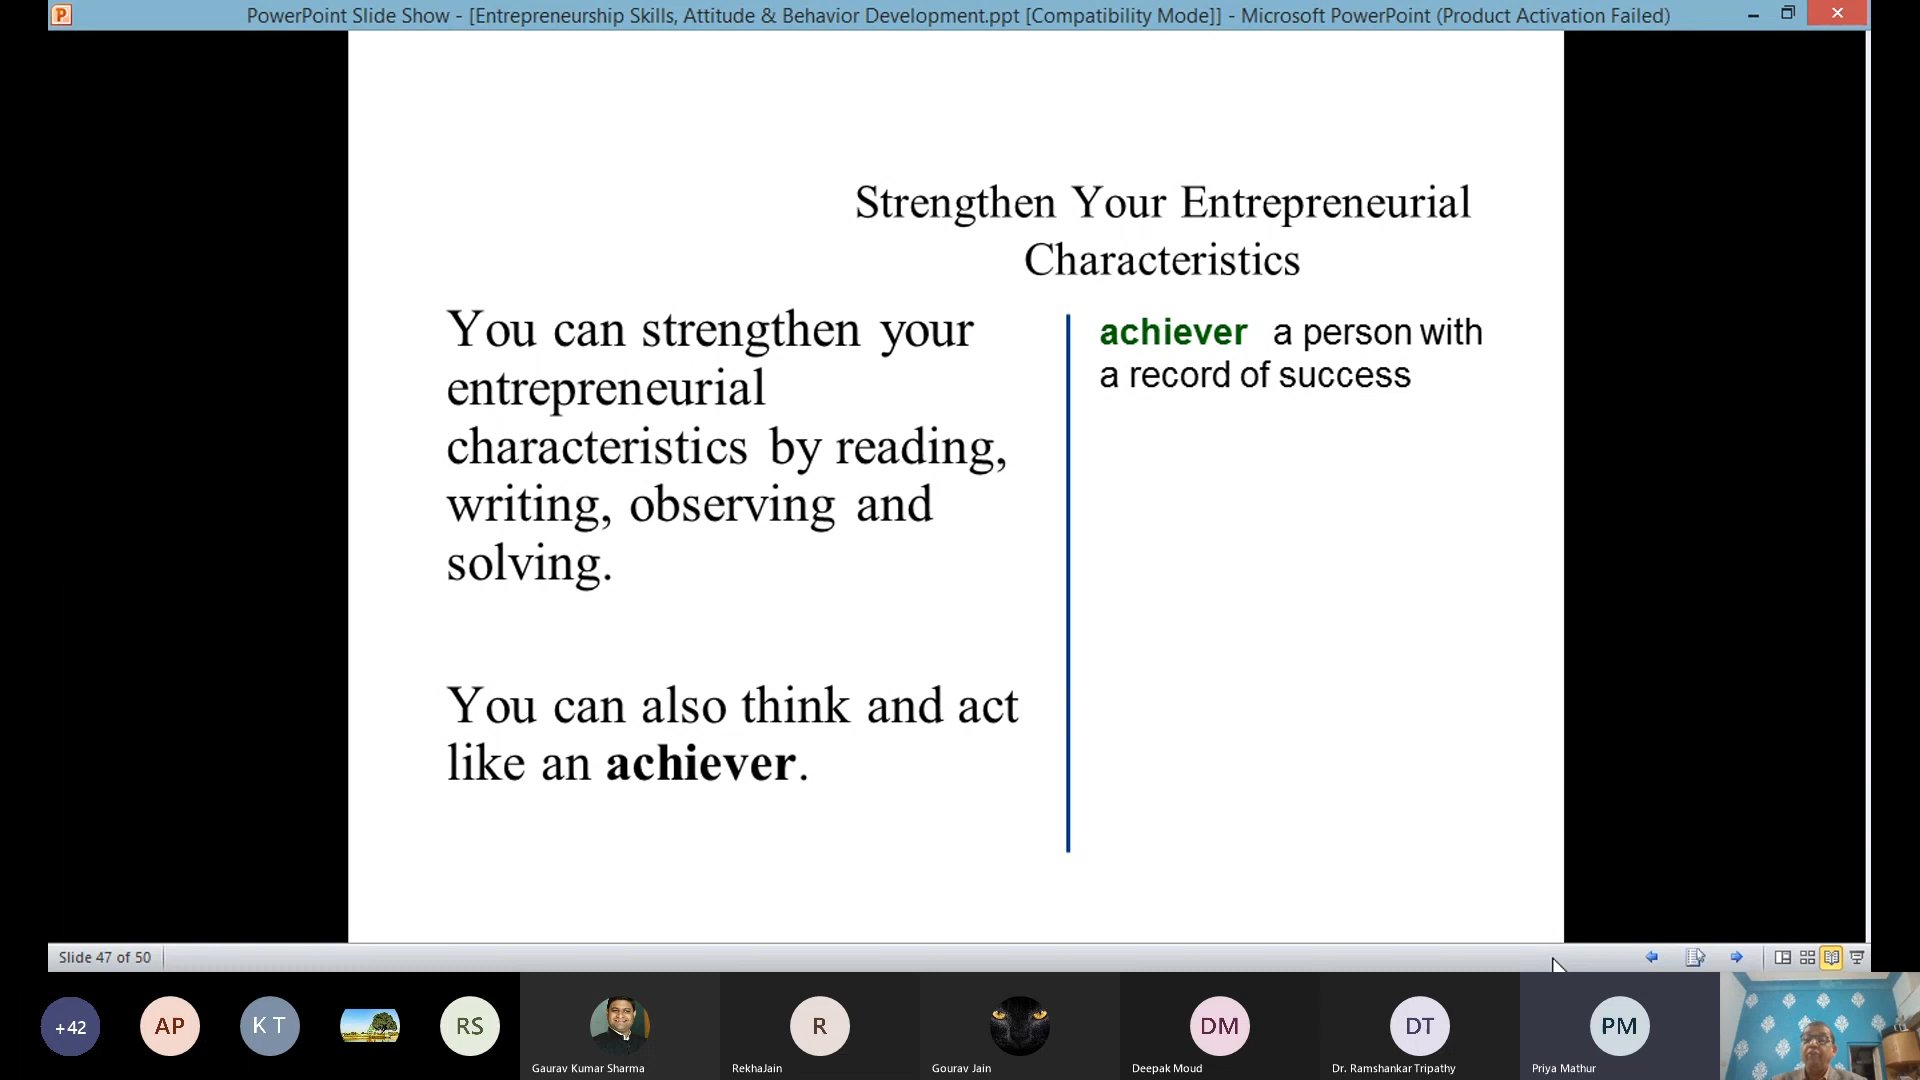 PowerPoint Slide Show - [Entrepreneurship Skills, Attitude & Behavior Development.ppt [Compatibility Mode]] - Microsoft PowerPoint (Product Activation Failed)
Strengthen Your Entrepreneurial
Characteristics
You can strengthen your
entrepreneurial
characteristics by reading,
writing, observing and
solving.
You can also think and act
like an achiever.
achiever a person with
a record of success
Slide 47 of 50
+42
AP
K T
RS
Gaurav Kumar Sharma
R
RekhaJain
Gourav Jain
DM
Deepak Moud
DT
Dr. Ramshankar Tripathy
PM
Priya Mathur